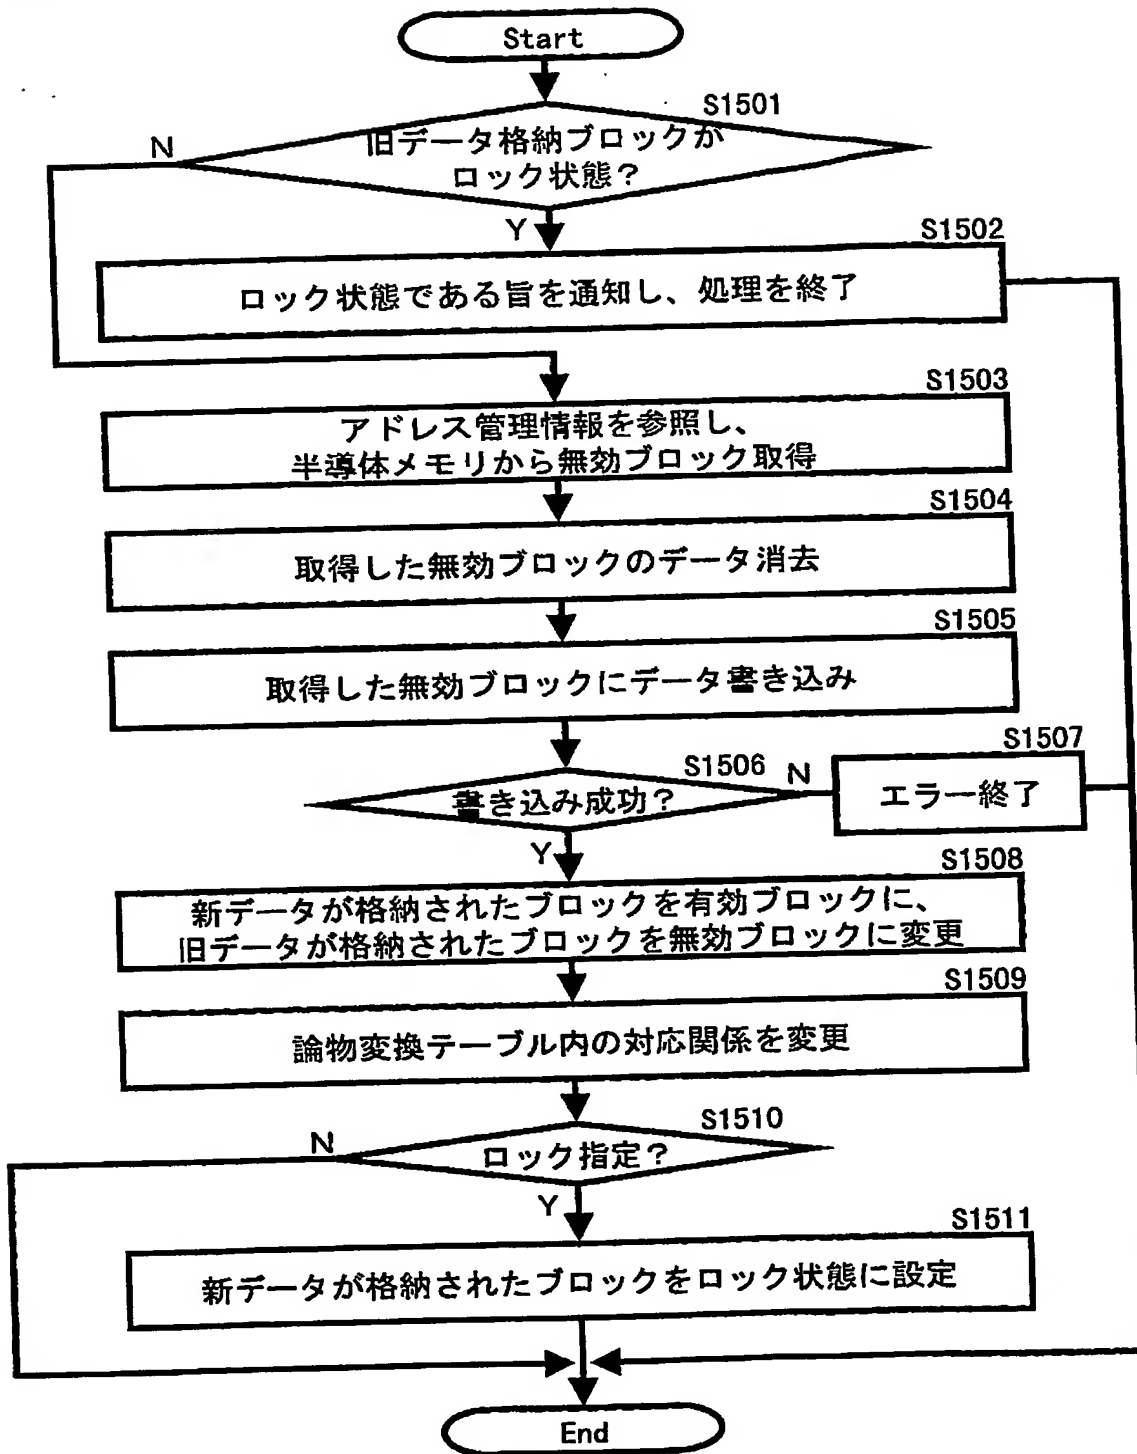 Start
S1501
旧データ格納ブロックが
ロック状態？
N
Y
S1502
ロック状態である旨を通知し、処理を終了
S1503
アドレス管理情報を参照し、
半導体メモリから無効ブロック取得
S1504
取得した無効ブロックのデータ消去
S1505
取得した無効ブロックにデータ書き込み
S1506
書き込み成功？
N
S1507
エラー終了
Y
S1508
新データが格納されたブロックを有効ブロックに、
旧データが格納されたブロックを無効ブロックに変更
S1509
論物変換テーブル内の対応関係を変更
S1510
ロック指定？
N
Y
S1511
新データが格納されたブロックをロック状態に設定
End